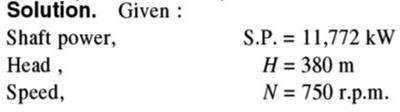 Solution. Given :
Shaft power, S.P. = 11,772 kW
Head , H = 380 m
Speed, N = 750 r.p.m.